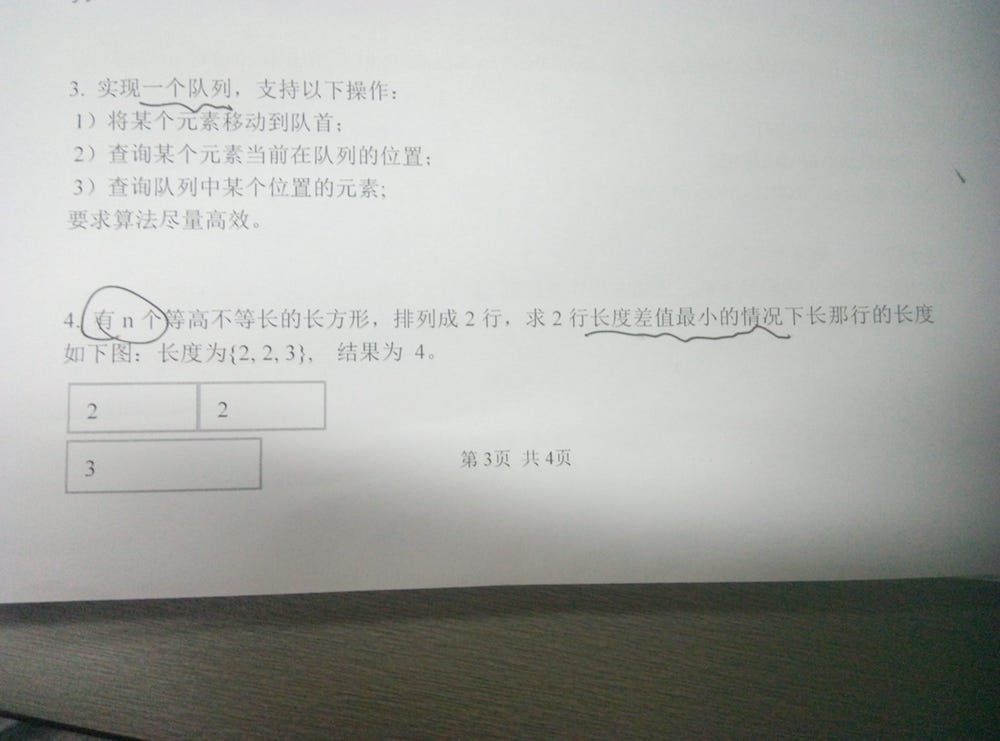 3. 实现一个队列，支持以下操作：
1）将某个元素移动到队首；
2）查询某个元素当前在队列的位置；
3）查询队列中某个位置的元素；
要求算法尽量高效。
4. 有 n 个等高不等长的长方形，排列成 2 行，求 2 行长度差值最小的情况下长那行的长度
如下图：长度为{2, 2, 3}， 结果为 4。
2 2
3
第 3页 共 4页